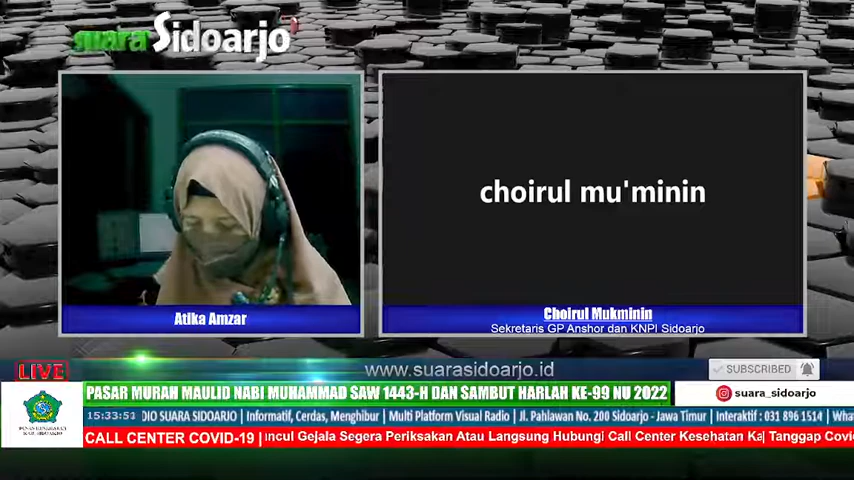 suara Sidoarjo
choirul mu'minin
Atika Amzar
Choirul Mukminin
Sekretaris GP Anshor dan KNPI Sidoarjo
LIVE
www.suarasidoarjo.id
SUBSCRIBED
PASAR MURAH MAULID NABI MUHAMMAD SAW 1443-H DAN SAMBUT HARLAH KE-99 NU 2022
suara_sidoarjo
15:33:51 DIO SUARA SIDOARJO | Informatif, Cerdas, Menghibur | Multi Platform Visual Radio | Jl. Pahlawan No. 200 Sidoarjo - Jawa Timur | Interaktif : 031 896 1514 | Wha
CALL CENTER COVID-19 | uncul Gejala Segera Periksakan Atau Langsung Hubungi Call Center Kesehatan Ka| Tanggap Covi